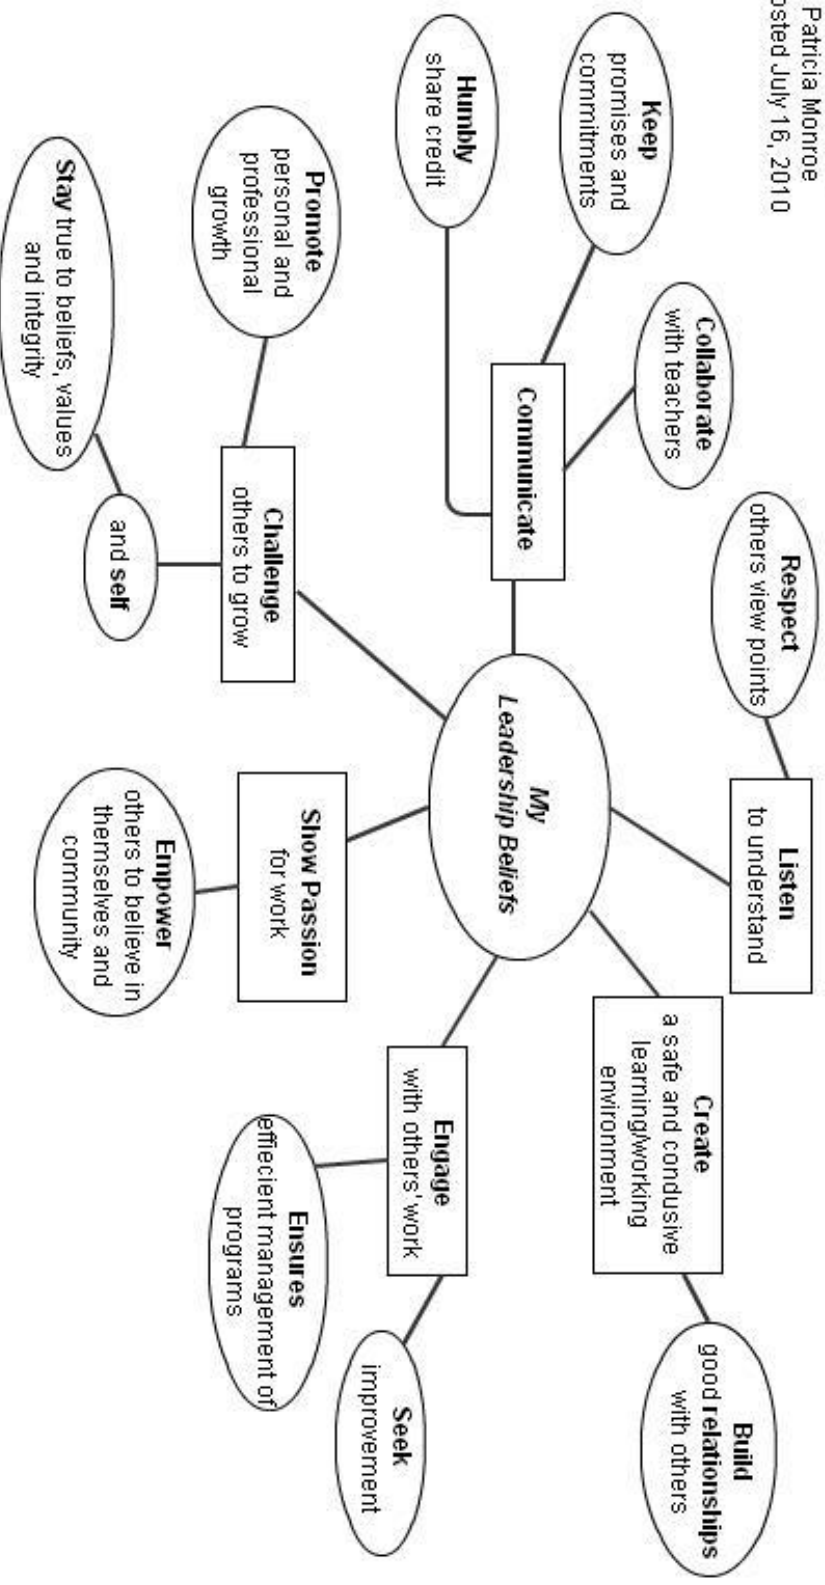 Patricia Monroe
osted July 16, 2010
Keep
promises and
commitments
Humbly
share credit
Collaborate
with teachers
Communicate
Respect
others view points
Listen
to understand
Create
a safe and condusive
learning/working
environment
Build
good relationships
with others
My
Leadership Beliefs
Promote
personal and
professional
growth
Stay true to beliefs, values
and integrity
and self
Challenge
others to grow
Show Passion
for work
Empower
others to believe in
themselves and
community
Engage
with others' work
Ensures
effiecient management of
programs
Seek
improvement